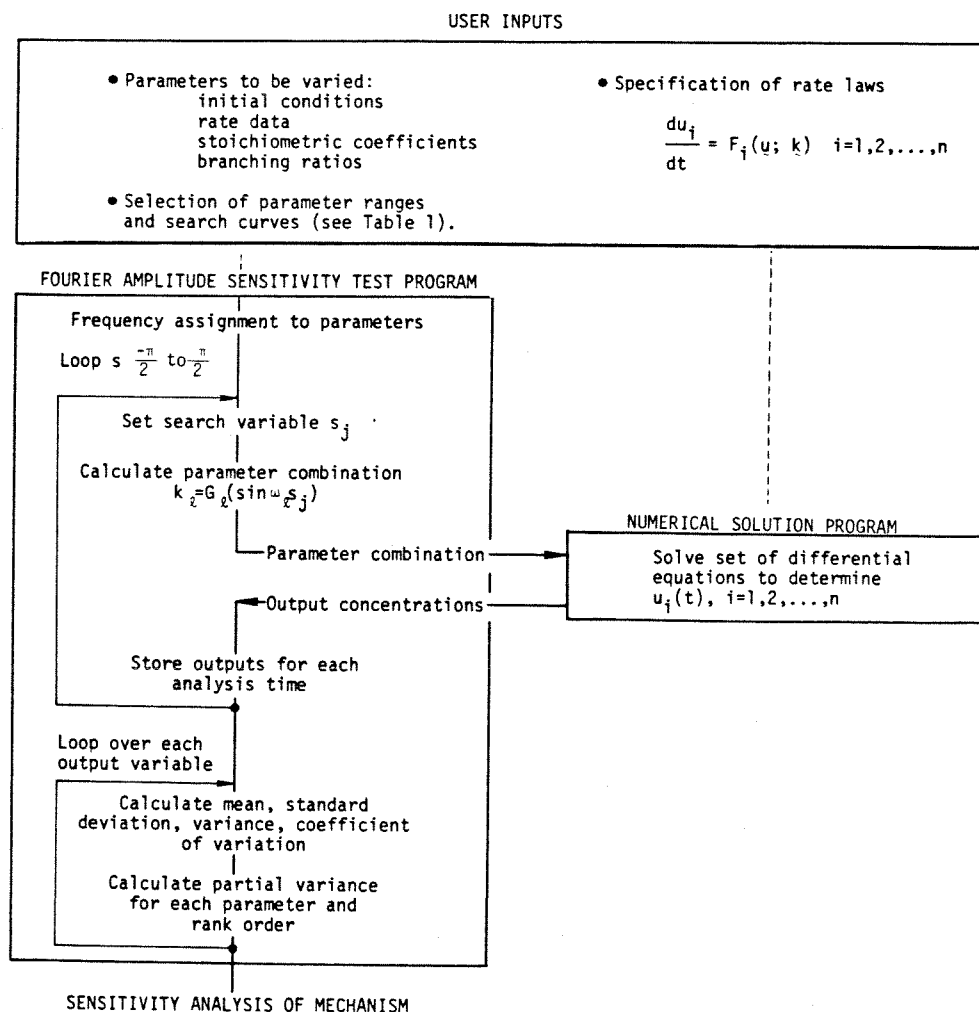 USER INPUTS
• Parameters to be varied:
initial conditions
rate data
stoichiometric coefficients
branching ratios
• Selection of parameter ranges
and search curves (see Table 1).
• Specification of rate laws
du_i/dt = F_i(u; k) i=1,2,...,n
FOURIER AMPLITUDE SENSITIVITY TEST PROGRAM
Frequency assignment to parameters
Loop s -π/2 to π/2
Set search variable s_j
Calculate parameter combination
k_ℓ=G_ℓ(sin ω_ℓ s_j)
Parameter combination
Output concentrations
NUMERICAL SOLUTION PROGRAM
Solve set of differential
equations to determine
u_i(t), i=1,2,...,n
Store outputs for each
analysis time
Loop over each
output variable
Calculate mean, standard
deviation, variance, coefficient
of variation
Calculate partial variance
for each parameter and
rank order
SENSITIVITY ANALYSIS OF MECHANISM